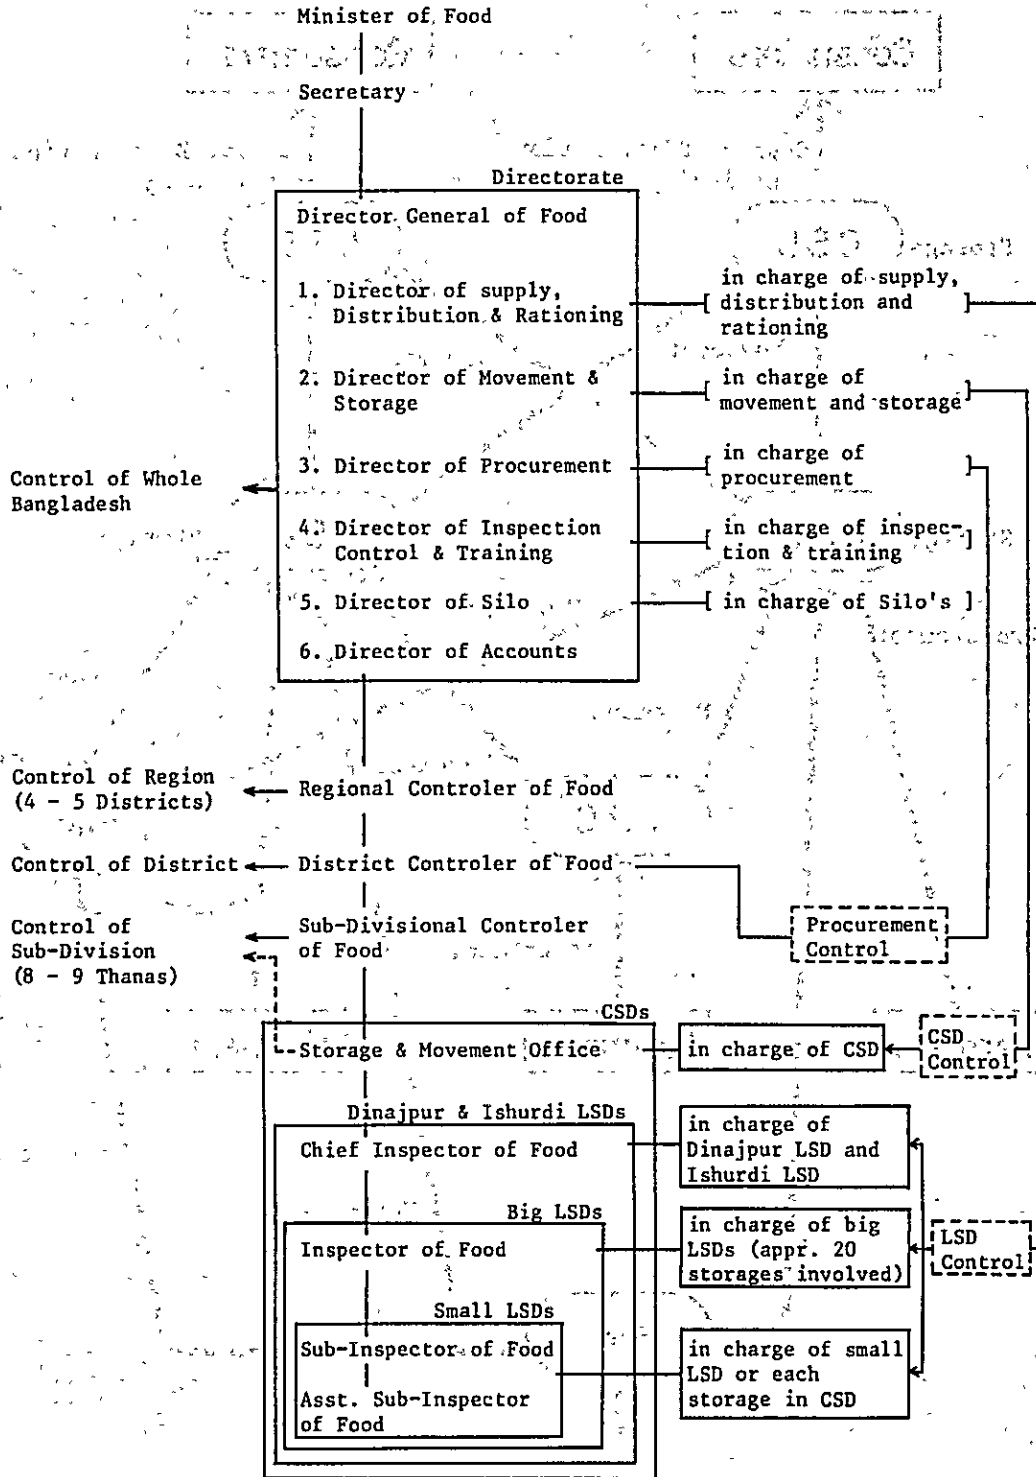 Minister of Food
Secretary
Directorate
Director General of Food
1. Director of supply,
Distribution & Rationing
in charge of supply,
distribution and
rationing
2. Director of Movement &
Storage
in charge of
movement and storage
3. Director of Procurement
in charge of
procurement
Control of Whole
Bangladesh
4. Director of Inspection
Control & Training
in charge of inspec-
tion & training
5. Director of Silo
in charge of Silo's
6. Director of Accounts
Control of Region
(4 - 5 Districts)
Regional Controler of Food
Control of District
District Controler of Food
Control of
Sub-Division
(8 - 9 Thanas)
Sub-Divisional Controler
of Food
Procurement
Control
CSDs
Storage & Movement Office
in charge of CSD
CSD
Control
Dinajpur & Ishurdi LSDs
Chief Inspector of Food
in charge of
Dinajpur LSD and
Ishurdi LSD
Big LSDs
Inspector of Food
in charge of big
LSDs (appr. 20
storages involved)
LSD
Control
Small LSDs
Sub-Inspector of Food
Asst. Sub-Inspector
of Food
in charge of small
LSD or each
storage in CSD